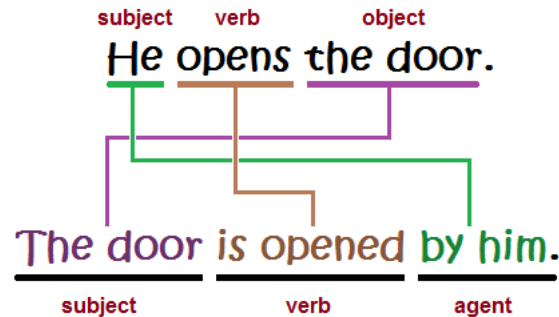 subject verb object
He opens the door.
The door is opened by him.
subject verb agent